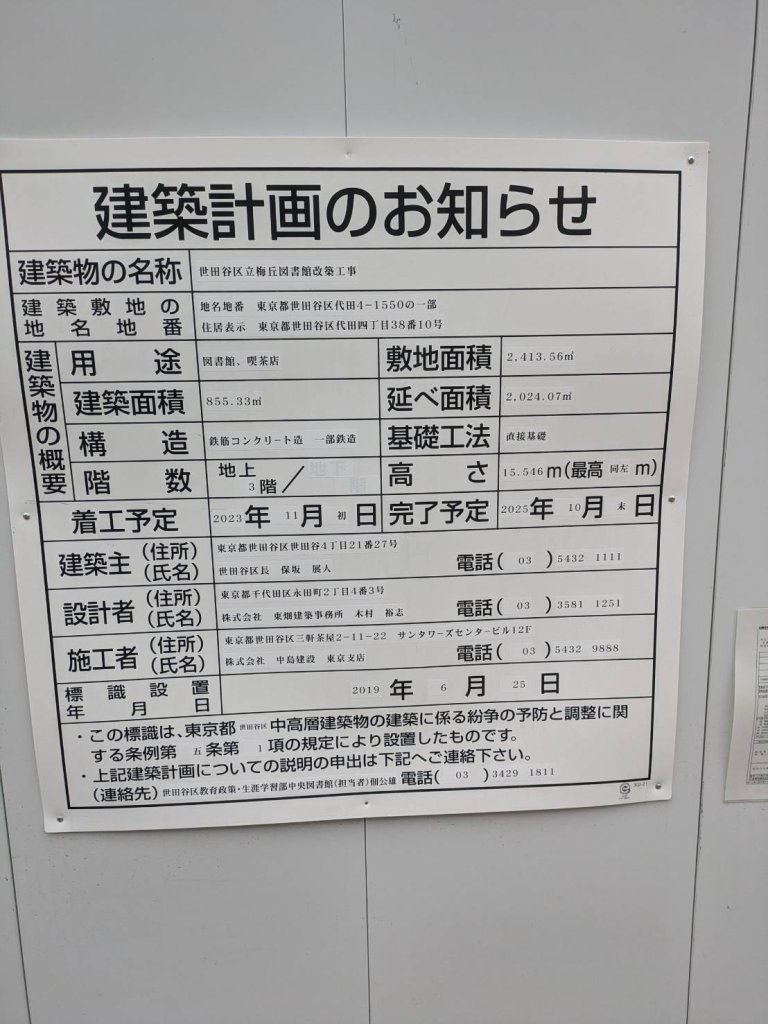 建築計画のお知らせ
建築物の名称 世田谷区立梅丘図書館改築工事
建築敷地の地名地番 地名地番 東京都世田谷区代田4-1550の一部
住居表示 東京都世田谷区代田四丁目38番10号
建築物の概要
用途 図書館、喫茶店 敷地面積 2,413.56㎡
建築面積 855.33㎡ 延べ面積 2,024.07㎡
構造 鉄筋コンクリート造 一部鉄造 基礎工法 直接基礎
階数 地上3階／地下 階 高さ 15.546m(最高 同左 m)
着工予定 2023年 11月 初 日 完了予定 2025年 10月 末 日
建築主 (住所) 東京都世田谷区世田谷4丁目21番27号
(氏名) 世田谷区長 保坂 展人 電話( 03 )5432 1111
設計者 (住所) 東京都千代田区永田町2丁目4番3号
(氏名) 株式会社 東畑建築事務所 木村 裕志 電話( 03 )3581 1251
施工者 (住所) 東京都世田谷区三軒茶屋2-11-22 サンタワーズセンタービル12F
(氏名) 株式会社 中島建設 東京支店 電話( 03 )5432 9888
標識設置年月日 2019 年 6 月 25 日
・この標識は、東京都 世田谷区 中高層建築物の建築に係る紛争の予防と調整に関
する条例第 五 条第 1 項の規定により設置したものです。
・上記建築計画についての説明の申出は下記へご連絡下さい。
(連絡先) 世田谷区教育政策・生涯学習部中央図書館(担当者) 公雄 電話( 03 )3429 1811